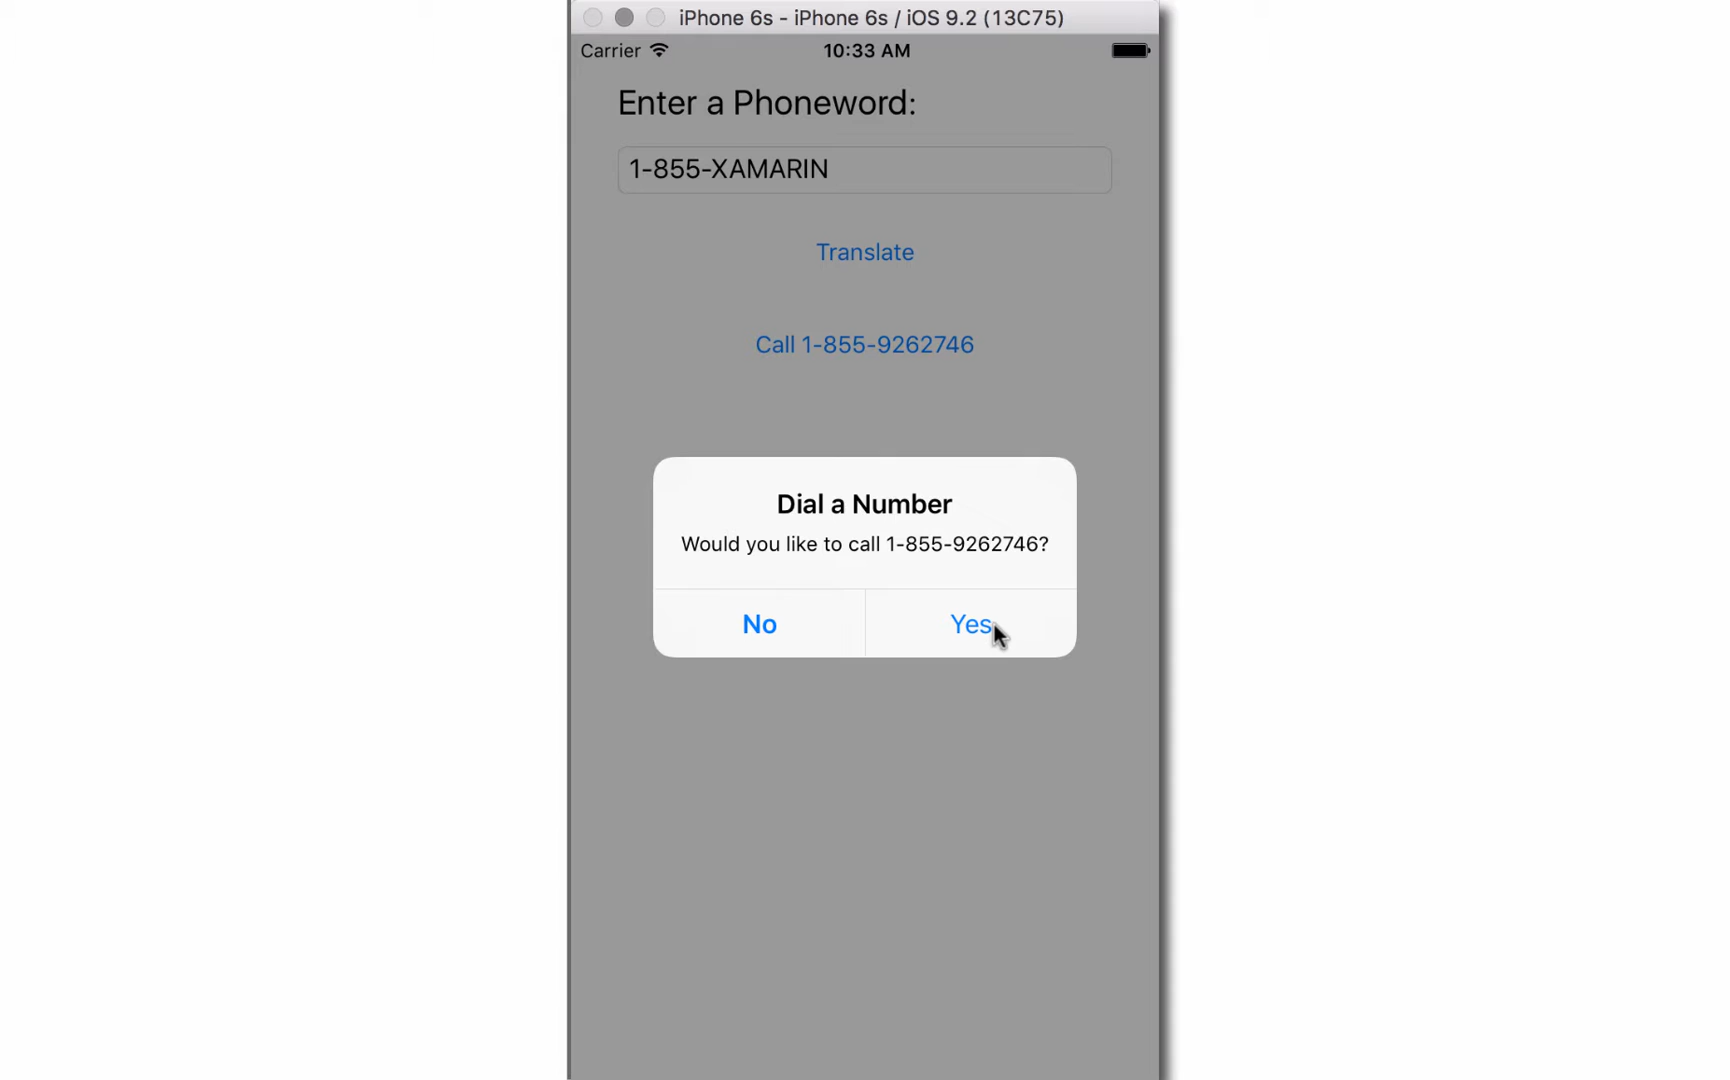 iPhone 6s - iPhone 6s / iOS 9.2 (13C75)
Carrier 10:33 AM
Enter a Phoneword:
1-855-XAMARIN
Translate
Call 1-855-9262746
Dial a Number
Would you like to call 1-855-9262746?
No Yes